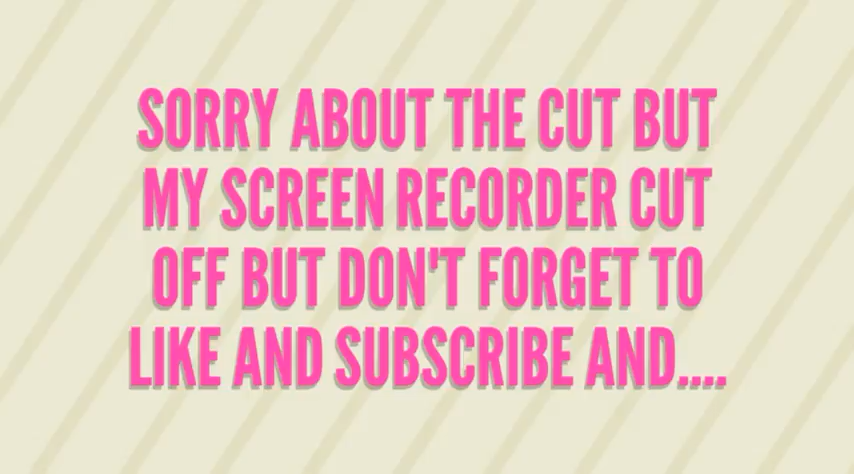 SORRY ABOUT THE CUT BUT
MY SCREEN RECORDER CUT
OFF BUT DON'T FORGET TO
LIKE AND SUBSCRIBE AND....